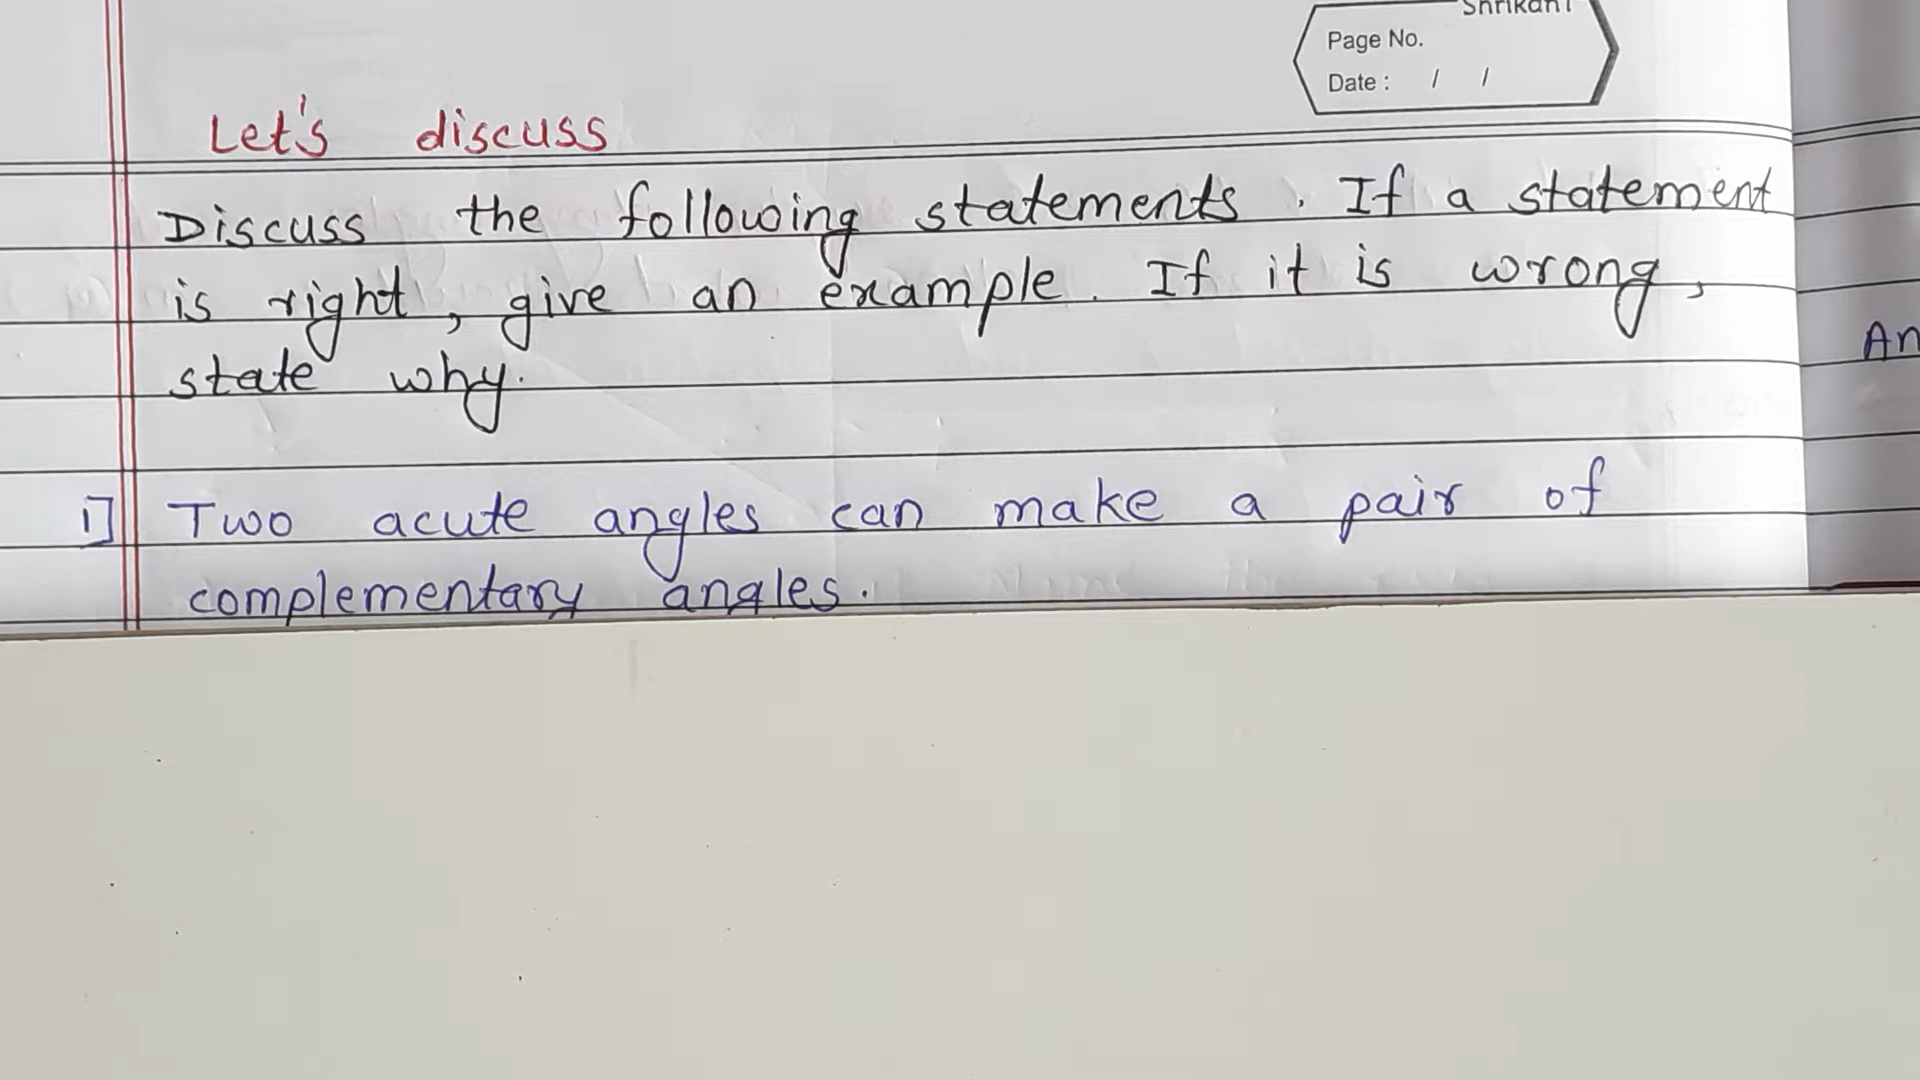 Shrikant
Page No.
Date : / /
Let's discuss
Discuss the following statements. If a statement
is right, give an example. If it is wrong,
state why.
An
1] Two acute angles can make a pair of
complementary angles.